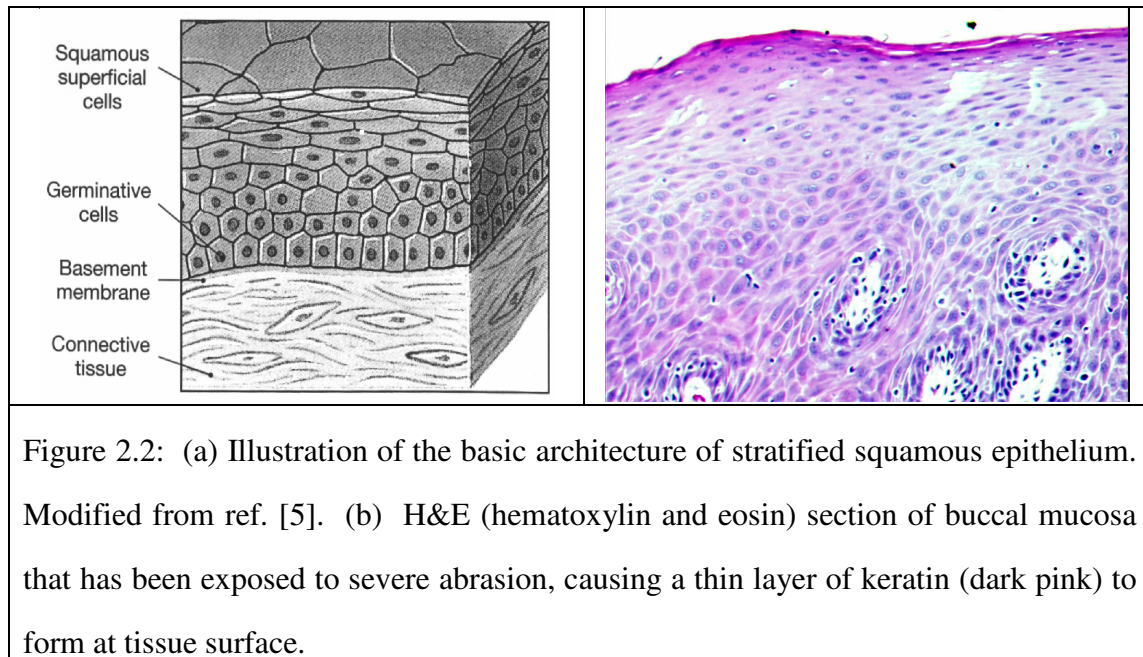 Squamous
superficial
cells
Germinative
cells
Basement
membrane
Connective
tissue
Figure 2.2: (a) Illustration of the basic architecture of stratified squamous epithelium.
Modified from ref. [5]. (b) H&E (hematoxylin and eosin) section of buccal mucosa
that has been exposed to severe abrasion, causing a thin layer of keratin (dark pink) to
form at tissue surface.